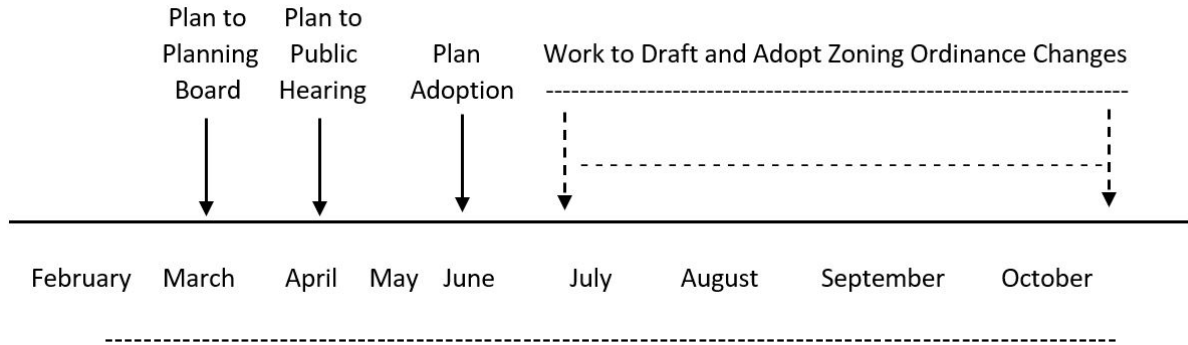 Plan to
Planning
Board
Plan to
Public
Hearing
Plan
Adoption
Work to Draft and Adopt Zoning Ordinance Changes
February March April May June July August September October